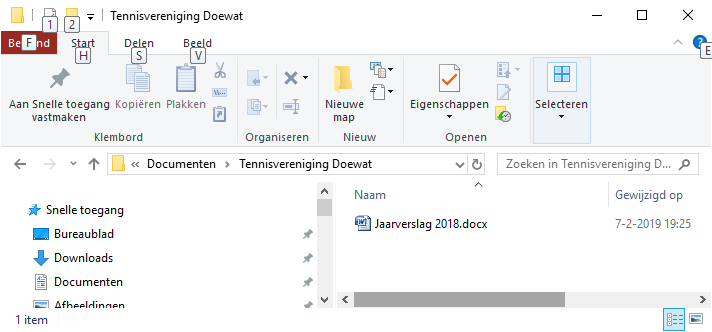 Tennisvereniging Doewat
1 2
Bestand Start Delen Beeld
F H S V E
Aan Snelle toegang vastmaken
Kopiëren
Plakken
Klembord
Organiseren
Nieuwe map
Nieuw
Eigenschappen
Openen
Selecteren
« Documenten > Tennisvereniging Doewat
Zoeken in Tennisvereniging D...
Snelle toegang
Bureaublad
Downloads
Documenten
Afbeeldingen
Naam Gewijzigd op
Jaarverslag 2018.docx 7-2-2019 19:25
1 item